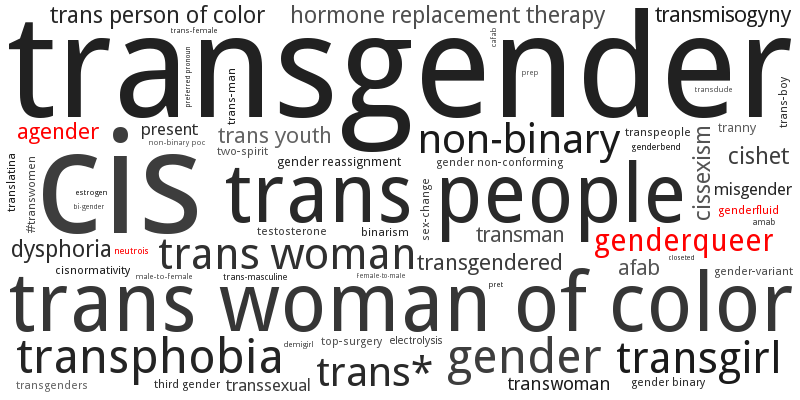 trans person of color
hormone replacement therapy
transmisogyny
trans-female
transgender
cafab
preferred pronoun
trans-man
prep
transdude
trans-boy
agender
present
non-binary poc
trans youth
two-spirit
non-binary
transpeople
genderbend
tranny
cishet
cissexism
translatina
#transwomen
cis
estrogen
bi-gender
gender reassignment
gender non-conforming
trans people
sex-change
misgender
genderfluid
amab
testosterone
binarism
transman
genderqueer
dysphoria
neutrois
trans woman
transgendered
closeted
afab
gender-variant
cisnormativity
male-to-female
trans-masculine
Female-to-male
pret
trans woman of color
transphobia
demigirl
top-surgery
electrolysis
trans*
gender
transgirl
transgenders
third gender
transsexual
transwoman
gender binary